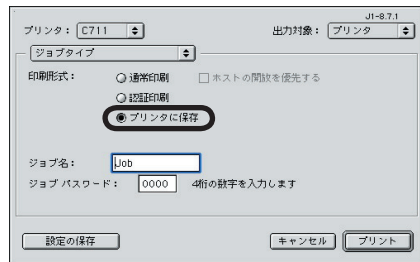 J1-8.7.1
プリンタ： C711 出力対象： プリンタ
ジョブタイプ
印刷形式： 通常印刷 ホストの開放を優先する
認証印刷
プリンタに保存
ジョブ名： Job
ジョブ パスワード： 0000 4桁の数字を入力します
設定の保存 キャンセル プリント